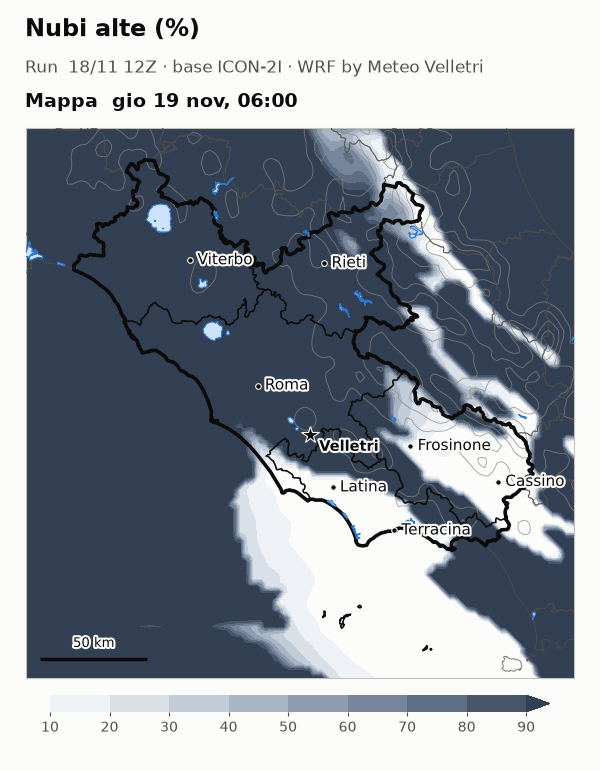 Nubi alte (%)
Run 18/11 12Z · base ICON-2I · WRF by Meteo Velletri
Mappa gio 19 nov, 06:00
Viterbo
Rieti
Roma
Velletri
Frosinone
Cassino
Latina
Terracina
50 km
10 20 30 40 50 60 70 80 90